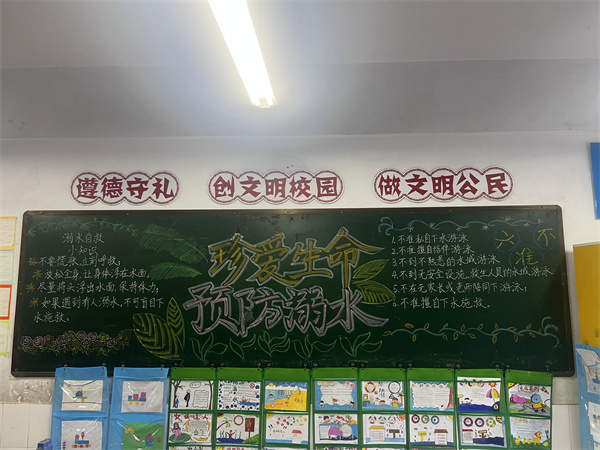 遵德守礼 创文明校园 做文明公民
溺水自救
小知识
不要慌张,立刻呼救,
放松全身,让身体浮在水面,
尽量将头浮出水面,保持体力;
如果遇到有人溺水,不可自下
水施救。
珍爱生命
预防溺水
六不准
1.不准私自下水游泳
2.不准擅自结伴游泳
3.不到不熟悉的水域游泳
4.不到无安全设施、救生人员的水域游泳
5.不在无家长或老师陪同下游泳;
6.不准擅自下水施救。